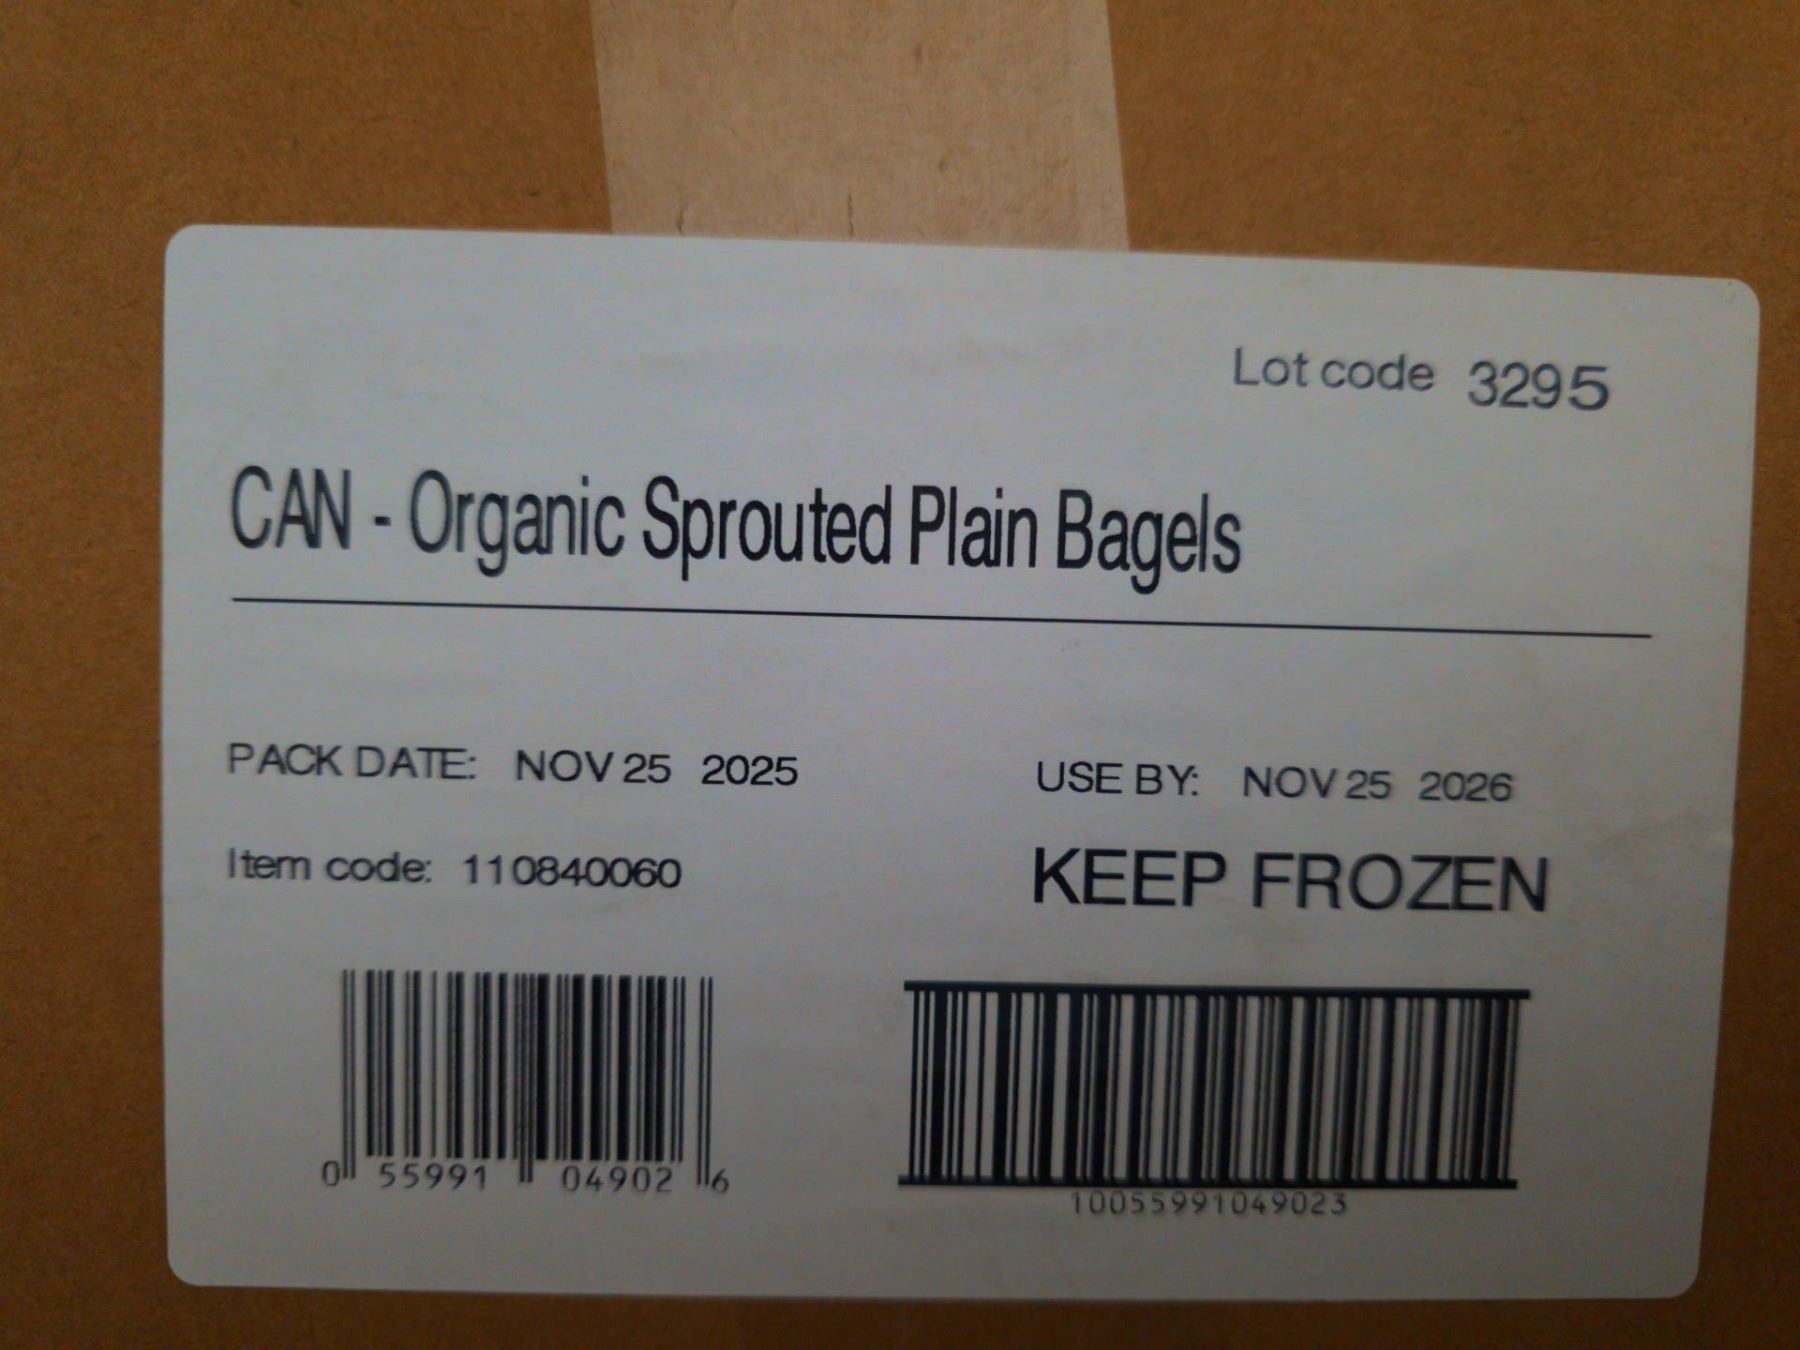 Lot code 3295
CAN - Organic Sprouted Plain Bagels
PACK DATE: NOV 25 2025
USE BY: NOV 25 2026
Item code: 110840060
KEEP FROZEN
0 55991 04902 6
10055991049023